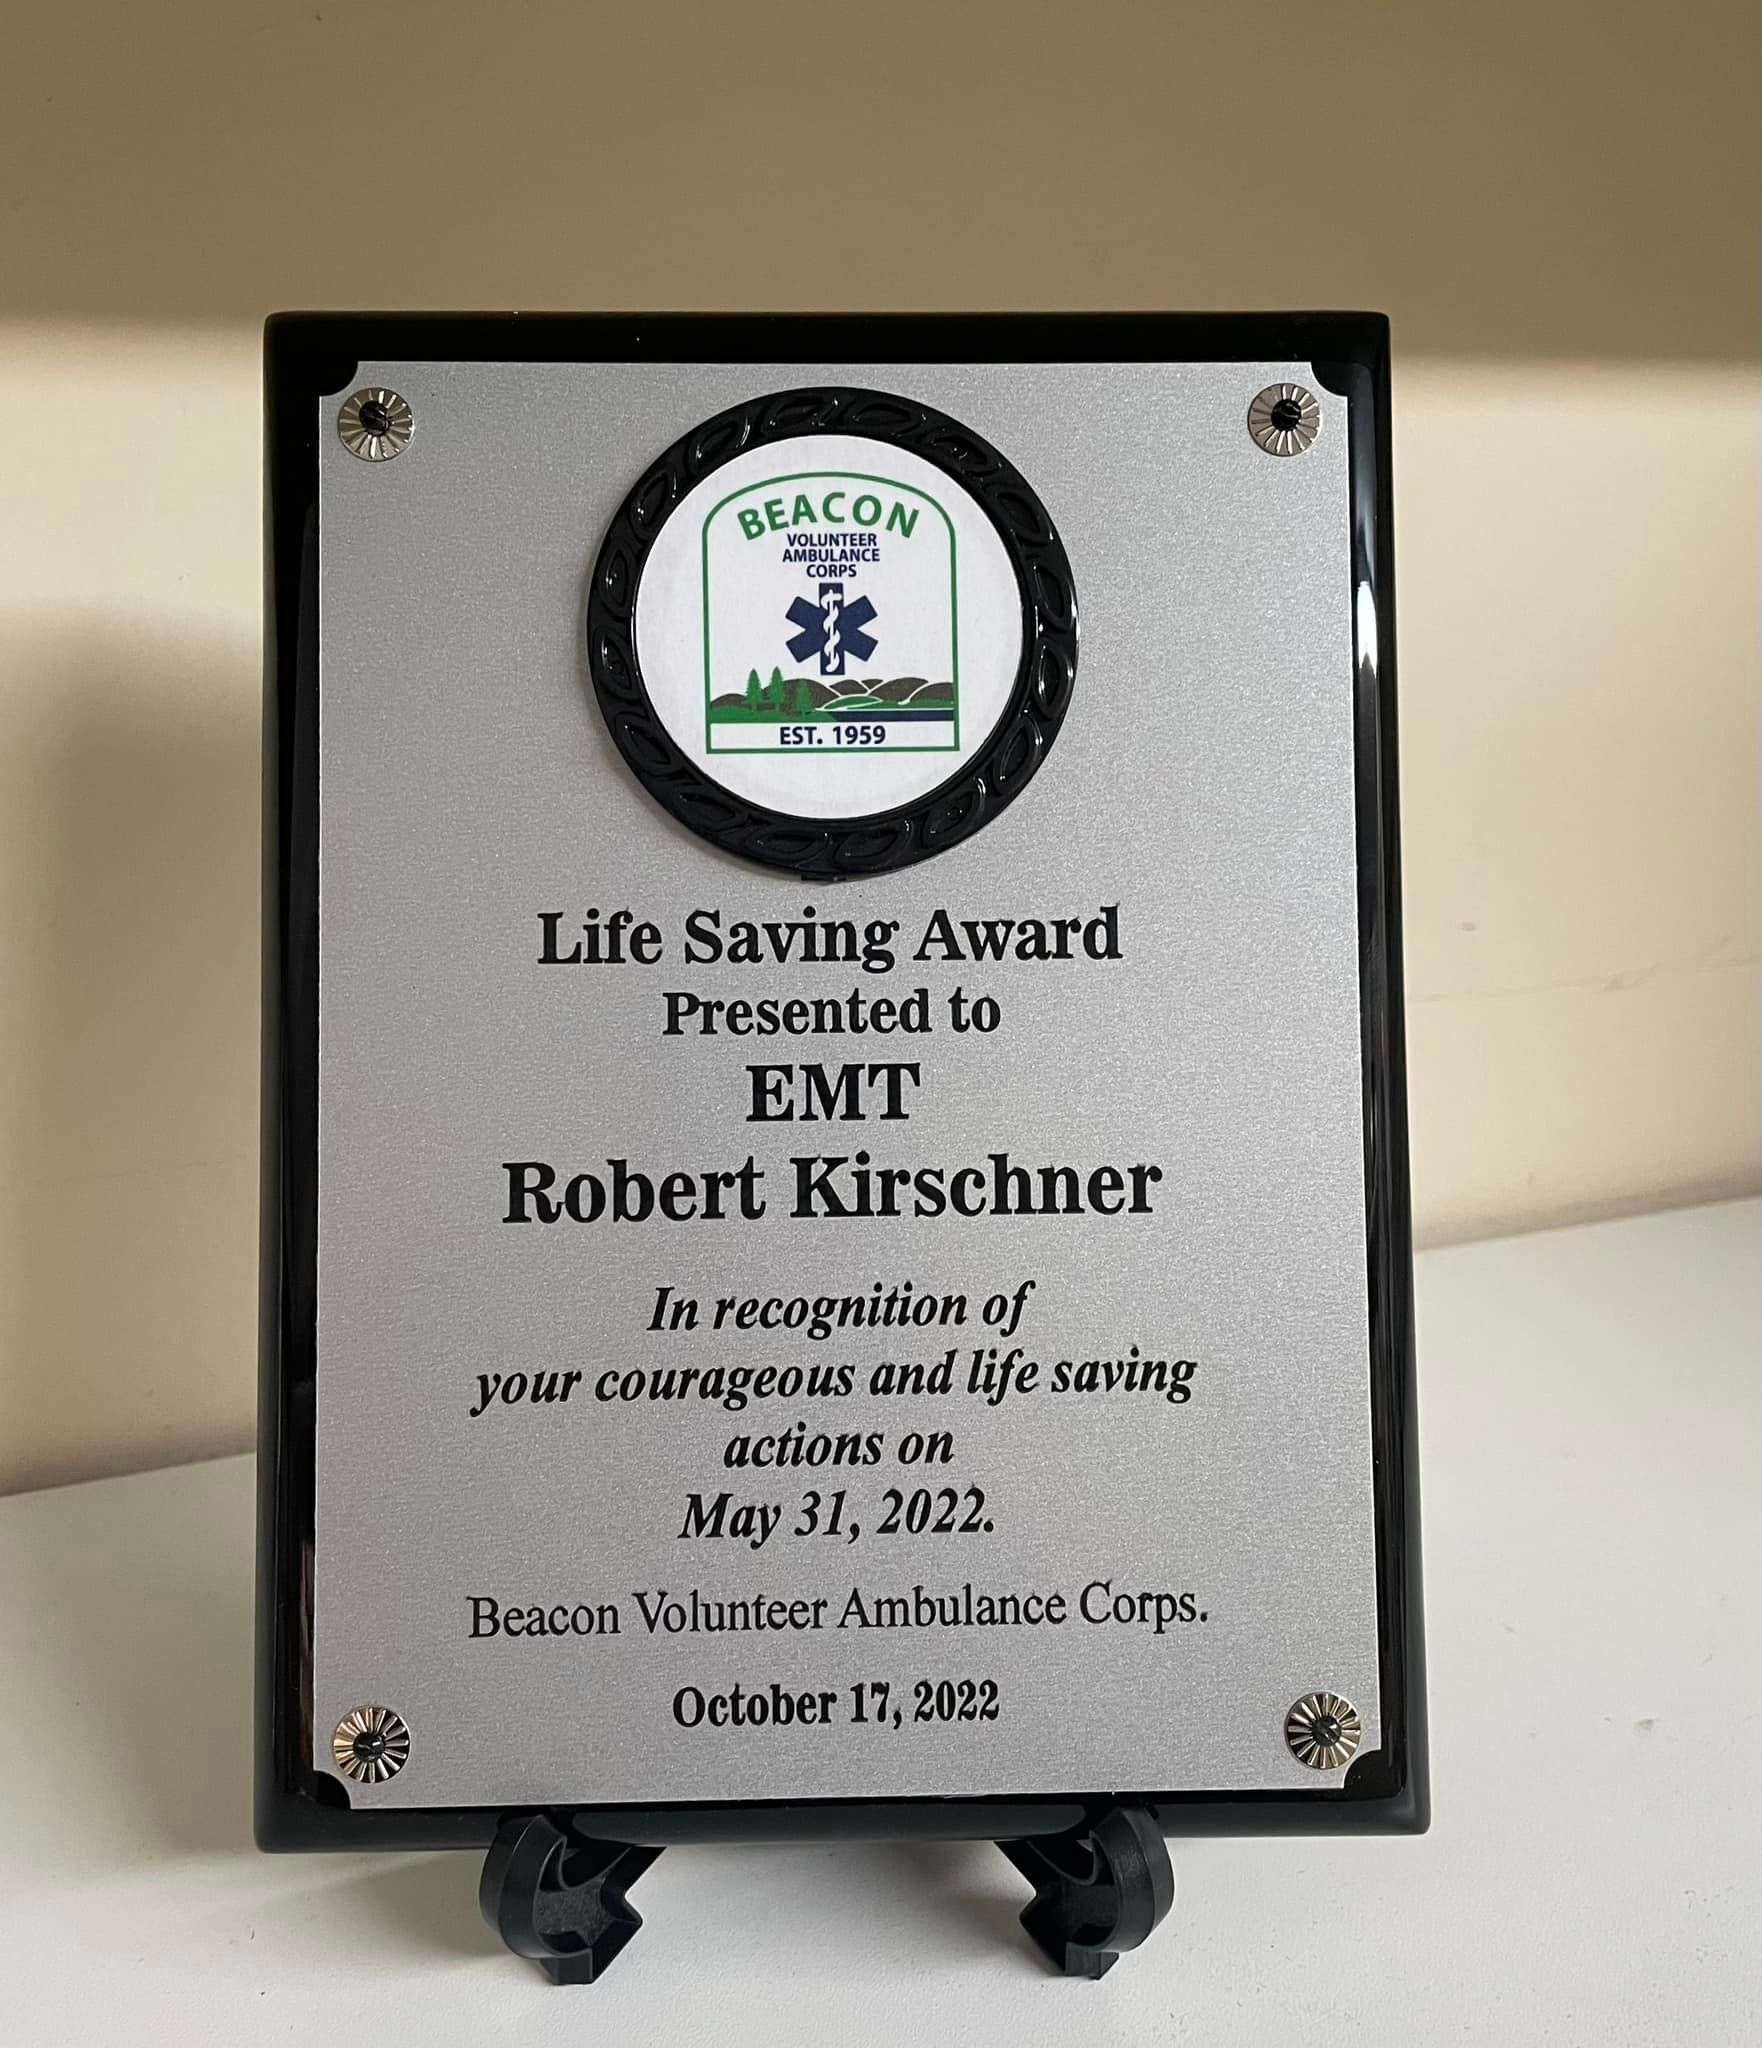 BEACON
VOLUNTEER
AMBULANCE
CORPS
EST. 1959
Life Saving Award
Presented to
EMT
Robert Kirschner
In recognition of
your courageous and life saving
actions on
May 31, 2022.
Beacon Volunteer Ambulance Corps.
October 17, 2022